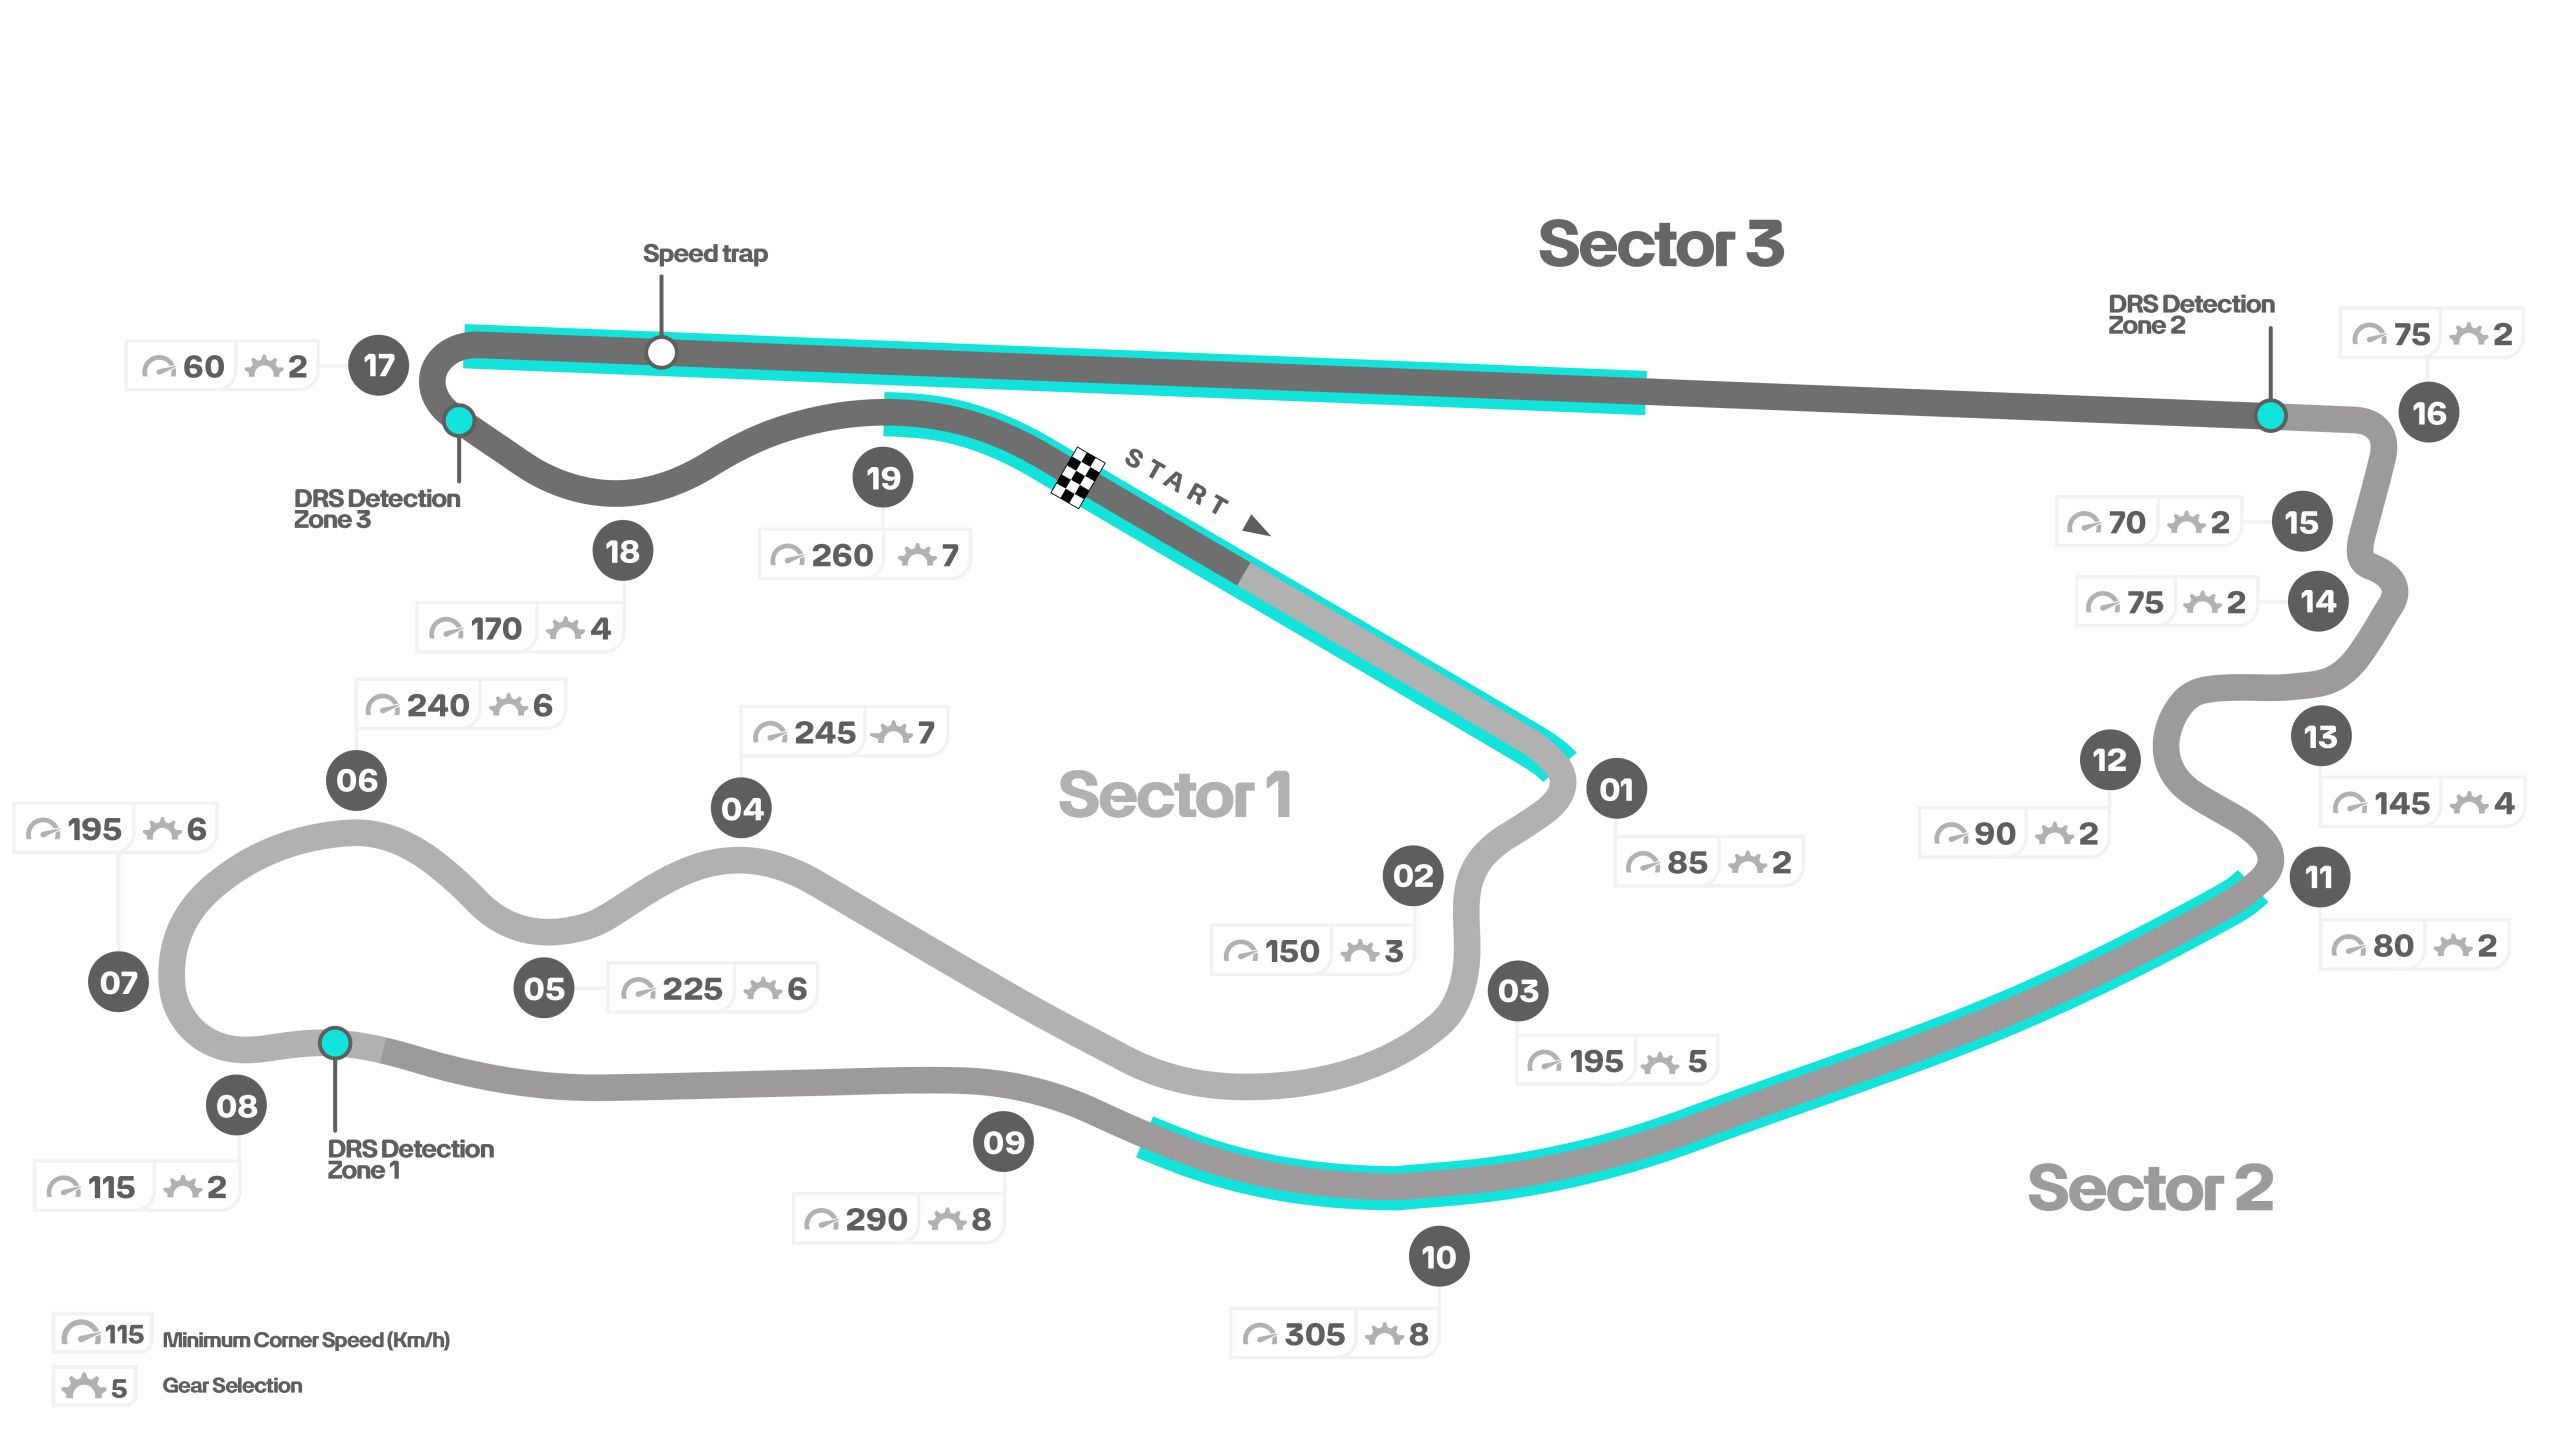 Sector 3
Speed trap
DRS Detection
Zone 2
75 2
16
60 2
17
START
DRS Detection
Zone 3
19
260 7
18
170 4
15
70 2
14
75 2
240 6
06
245 7
04
Sector 1
01
85 2
13
145 4
12
90 2
195 6
07
02
150 3
11
80 2
05
225 6
03
195 5
08
115 2
DRS Detection
Zone 1
09
290 8
Sector 2
10
305 8
115 Minimum Corner Speed (Km/h)
5 Gear Selection